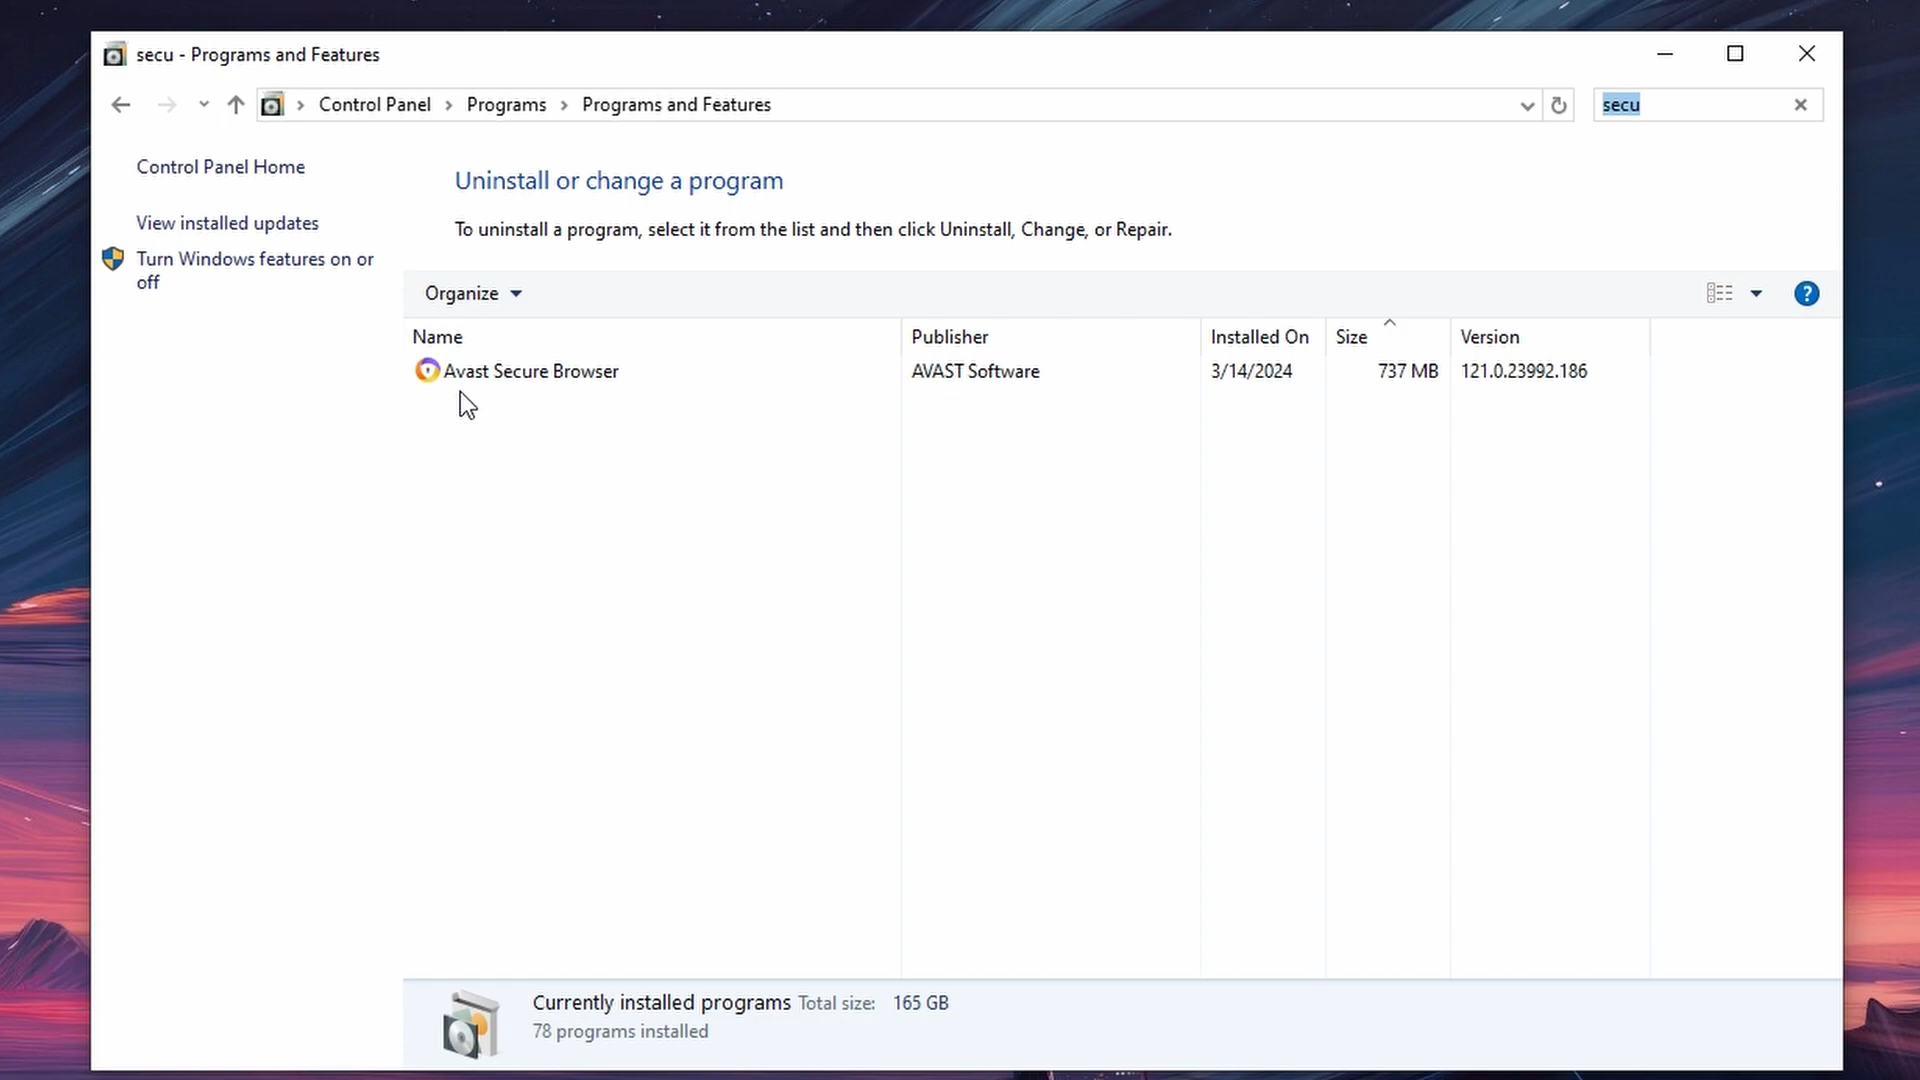 secu - Programs and Features
Control Panel > Programs > Programs and Features
secu
Control Panel Home
View installed updates
Turn Windows features on or
off
Uninstall or change a program
To uninstall a program, select it from the list and then click Uninstall, Change, or Repair.
Organize
?
Name Publisher Installed On Size Version
Avast Secure Browser AVAST Software 3/14/2024 737 MB 121.0.23992.186
Currently installed programs Total size: 165 GB
78 programs installed